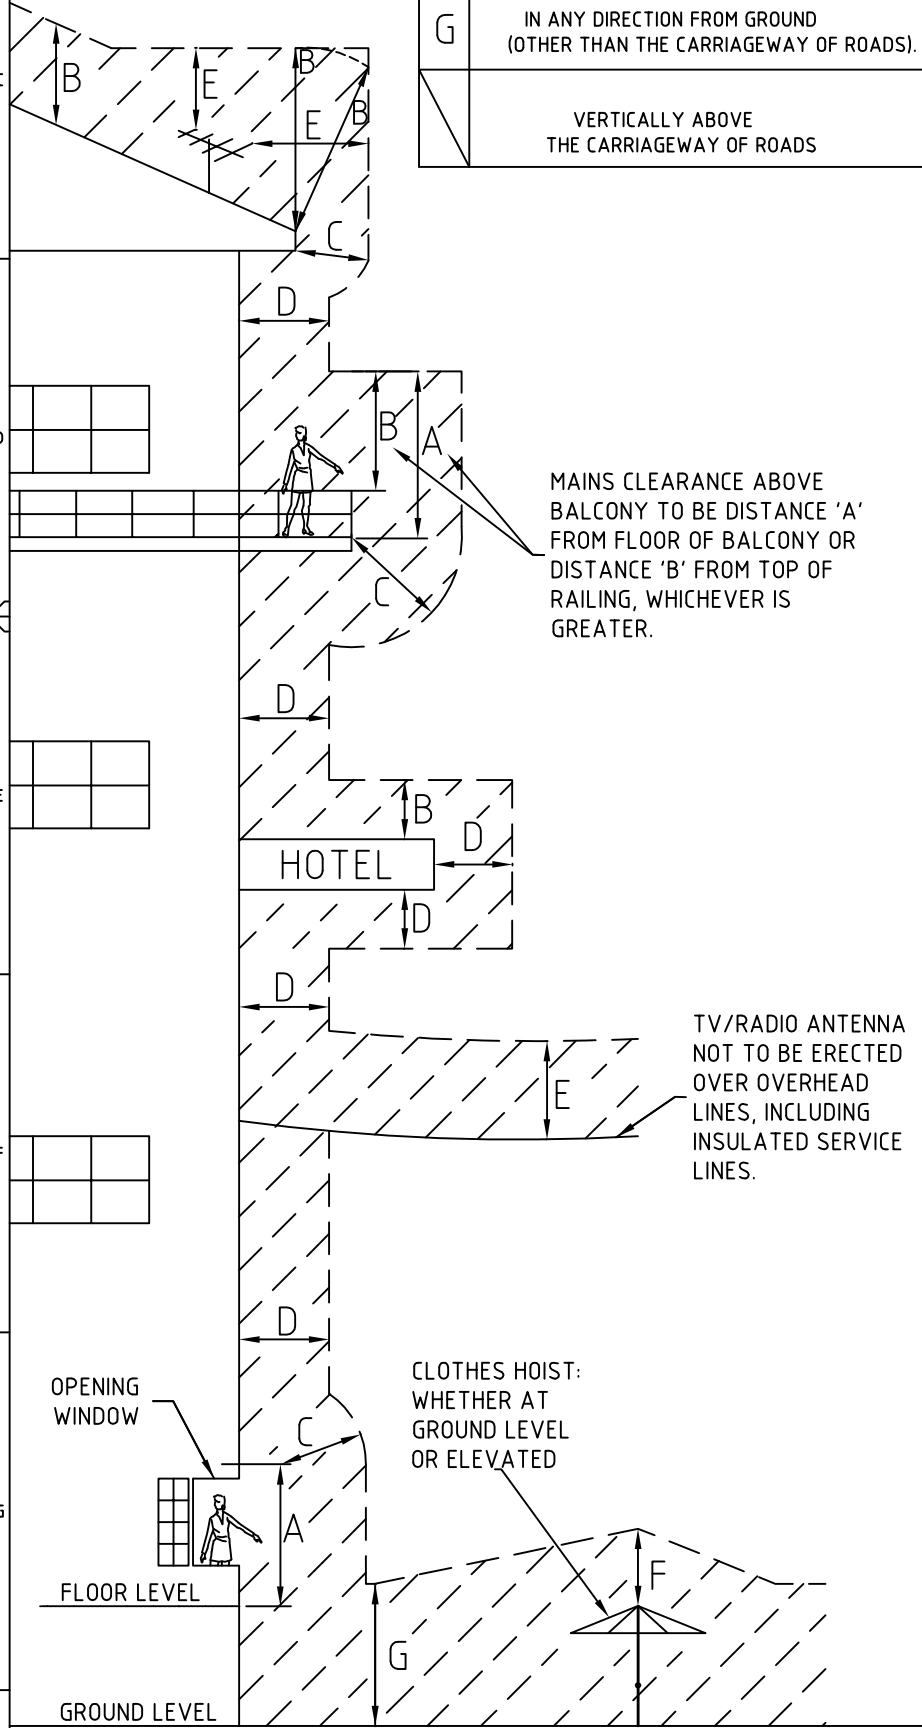 G
IN ANY DIRECTION FROM GROUND
(OTHER THAN THE CARRIAGEWAY OF ROADS).
VERTICALLY ABOVE
THE CARRIAGEWAY OF ROADS
B
E
B
B
E
C
D
B
A
MAINS CLEARANCE ABOVE
BALCONY TO BE DISTANCE 'A'
FROM FLOOR OF BALCONY OR
DISTANCE 'B' FROM TOP OF
RAILING, WHICHEVER IS
GREATER.
C
D
B
HOTEL
D
D
D
TV/RADIO ANTENNA
NOT TO BE ERECTED
OVER OVERHEAD
LINES, INCLUDING
INSULATED SERVICE
LINES.
E
D
OPENING
WINDOW
CLOTHES HOIST:
WHETHER AT
GROUND LEVEL
OR ELEVATED
C
A
F
FLOOR LEVEL
G
GROUND LEVEL